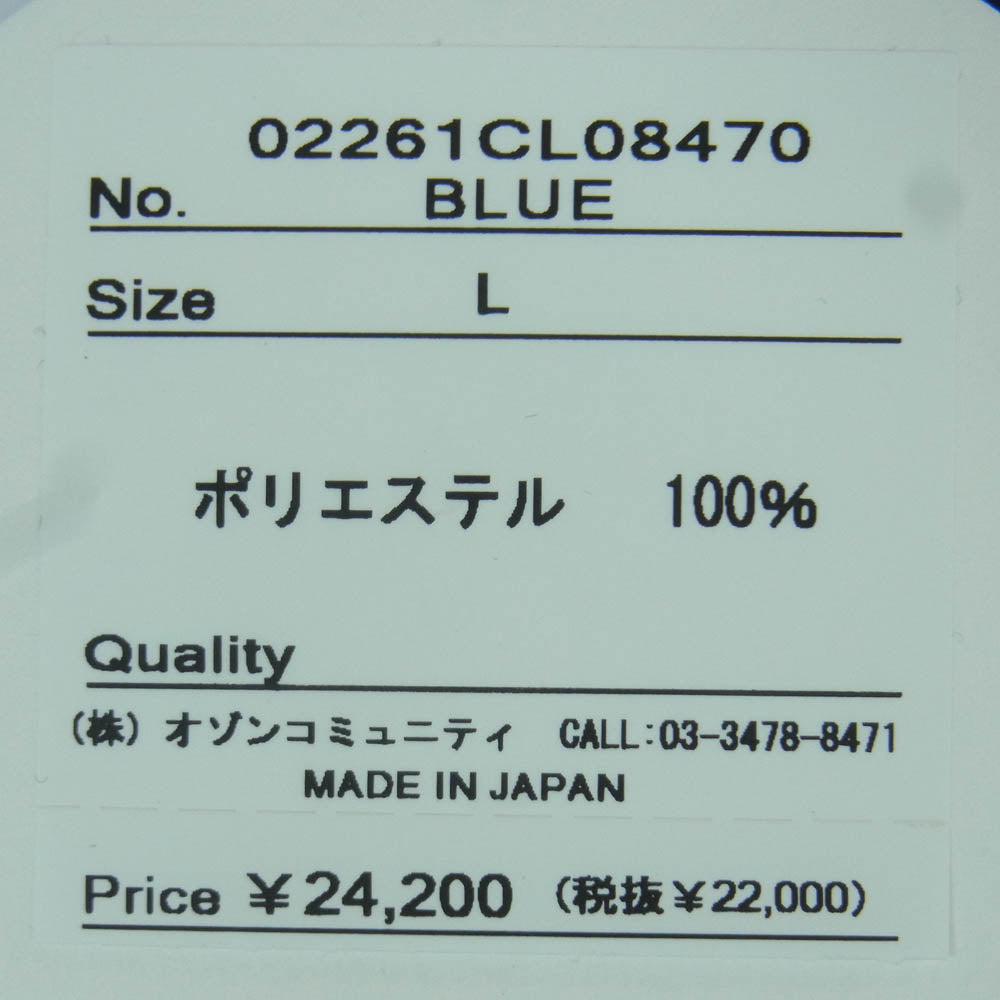 02261CL08470
No. BLUE
Size L
ポリエステル 100%
Quality
(株) オゾンコミュニティ CALL:03-3478-8471
MADE IN JAPAN
Price ¥24,200 (税抜¥22,000)